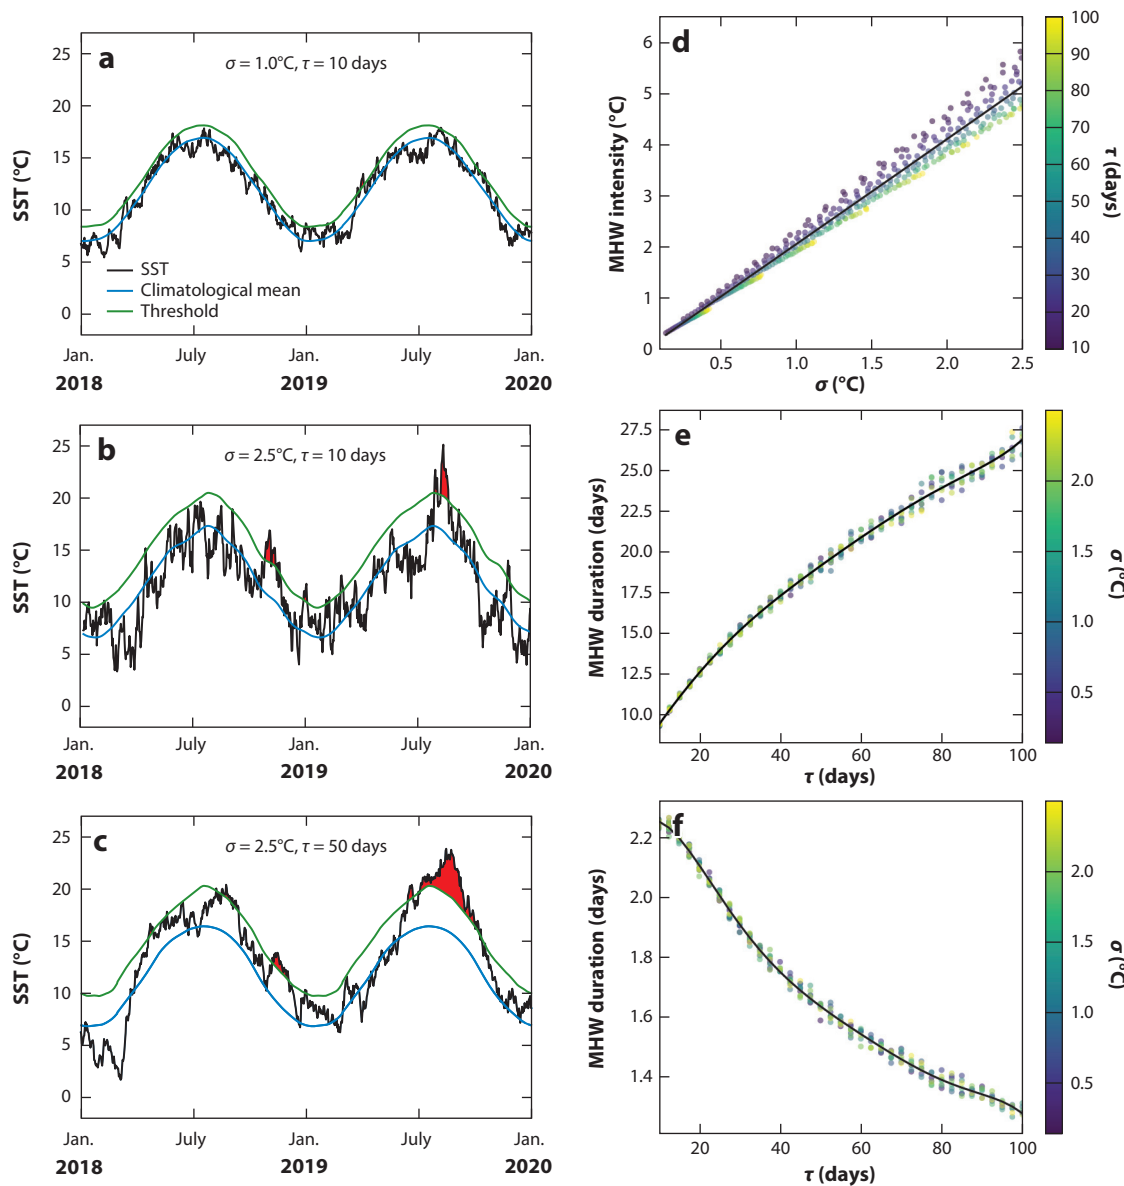 a
σ = 1.0°C, τ = 10 days
SST (°C)
25
20
15
10
5
0
SST
Climatological mean
Threshold
Jan. July Jan. July Jan.
2018 2019 2020
b
σ = 2.5°C, τ = 10 days
SST (°C)
25
20
15
10
5
0
Jan. July Jan. July Jan.
2018 2019 2020
c
σ = 2.5°C, τ = 50 days
SST (°C)
25
20
15
10
5
0
Jan. July Jan. July Jan.
2018 2019 2020
d
MHW intensity (°C)
6
5
4
3
2
1
0
0.5 1.0 1.5 2.0 2.5
σ (°C)
100
90
80
70
60
50
40
30
20
10
τ (days)
e
MHW duration (days)
27.5
25.0
22.5
20.0
17.5
15.0
12.5
10.0
20 40 60 80 100
τ (days)
2.0
1.5
1.0
0.5
σ (°C)
f
MHW duration (days)
2.2
2.0
1.8
1.6
1.4
20 40 60 80 100
τ (days)
2.0
1.5
1.0
0.5
σ (°C)